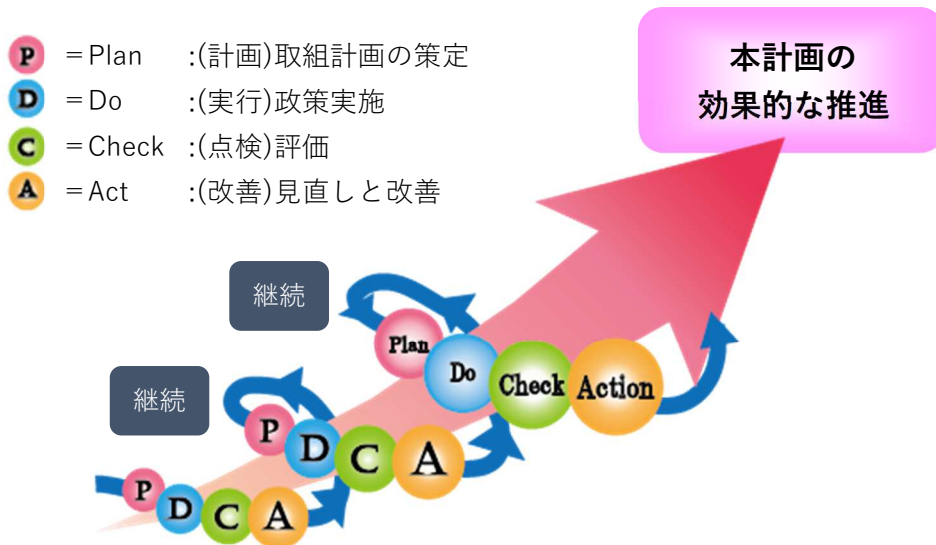 P =Plan :(計画)取組計画の策定
D =Do :(実行)政策実施
C =Check :(点検)評価
A =Act :(改善)見直しと改善
本計画の
効果的な推進
継続
Plan
Do
Check
Action
継続
P
D
C
A
P
D
C
A